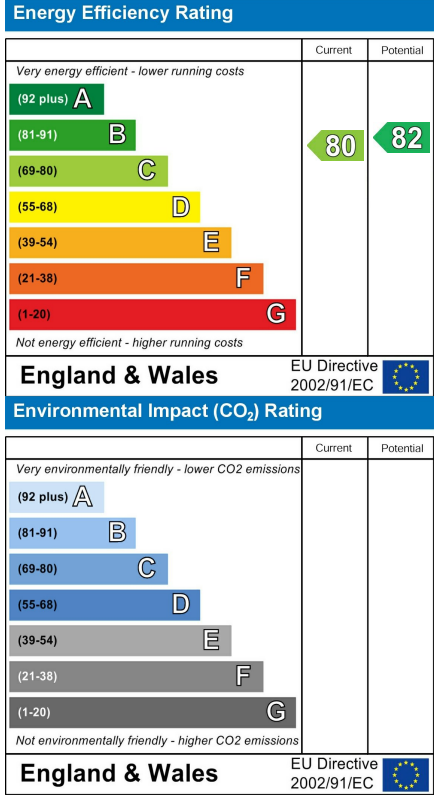 Energy Efficiency Rating
Current Potential
Very energy efficient - lower running costs
(92 plus) A
(81-91) B
(69-80) C
(55-68) D
(39-54) E
(21-38) F
(1-20) G
80 82
Not energy efficient - higher running costs
England & Wales
EU Directive
2002/91/EC
Environmental Impact (CO₂) Rating
Current Potential
Very environmentally friendly - lower CO2 emissions
(92 plus) A
(81-91) B
(69-80) C
(55-68) D
(39-54) E
(21-38) F
(1-20) G
Not environmentally friendly - higher CO2 emissions
England & Wales
EU Directive
2002/91/EC